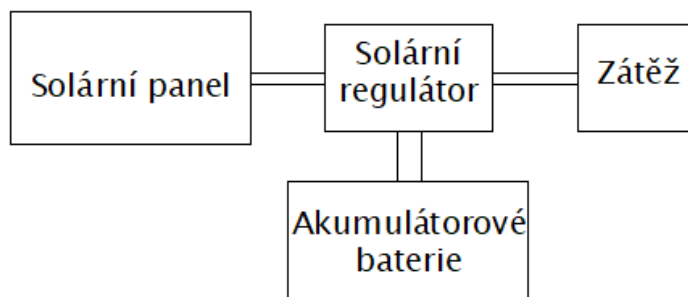 Solární panel
Solární
regulátor
Zátěž
Akumulátorové
baterie